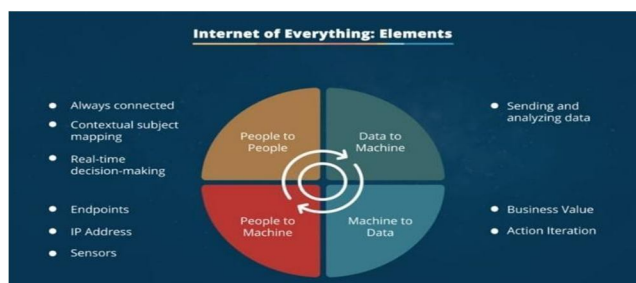 Internet of Everything: Elements
● Always connected
● Contextual subject
mapping
● Real-time
decision-making
People to
People
Data to
Machine
● Sending and
analyzing data
● Endpoints
● IP Address
● Sensors
People to
Machine
Machine to
Data
● Business Value
● Action Iteration